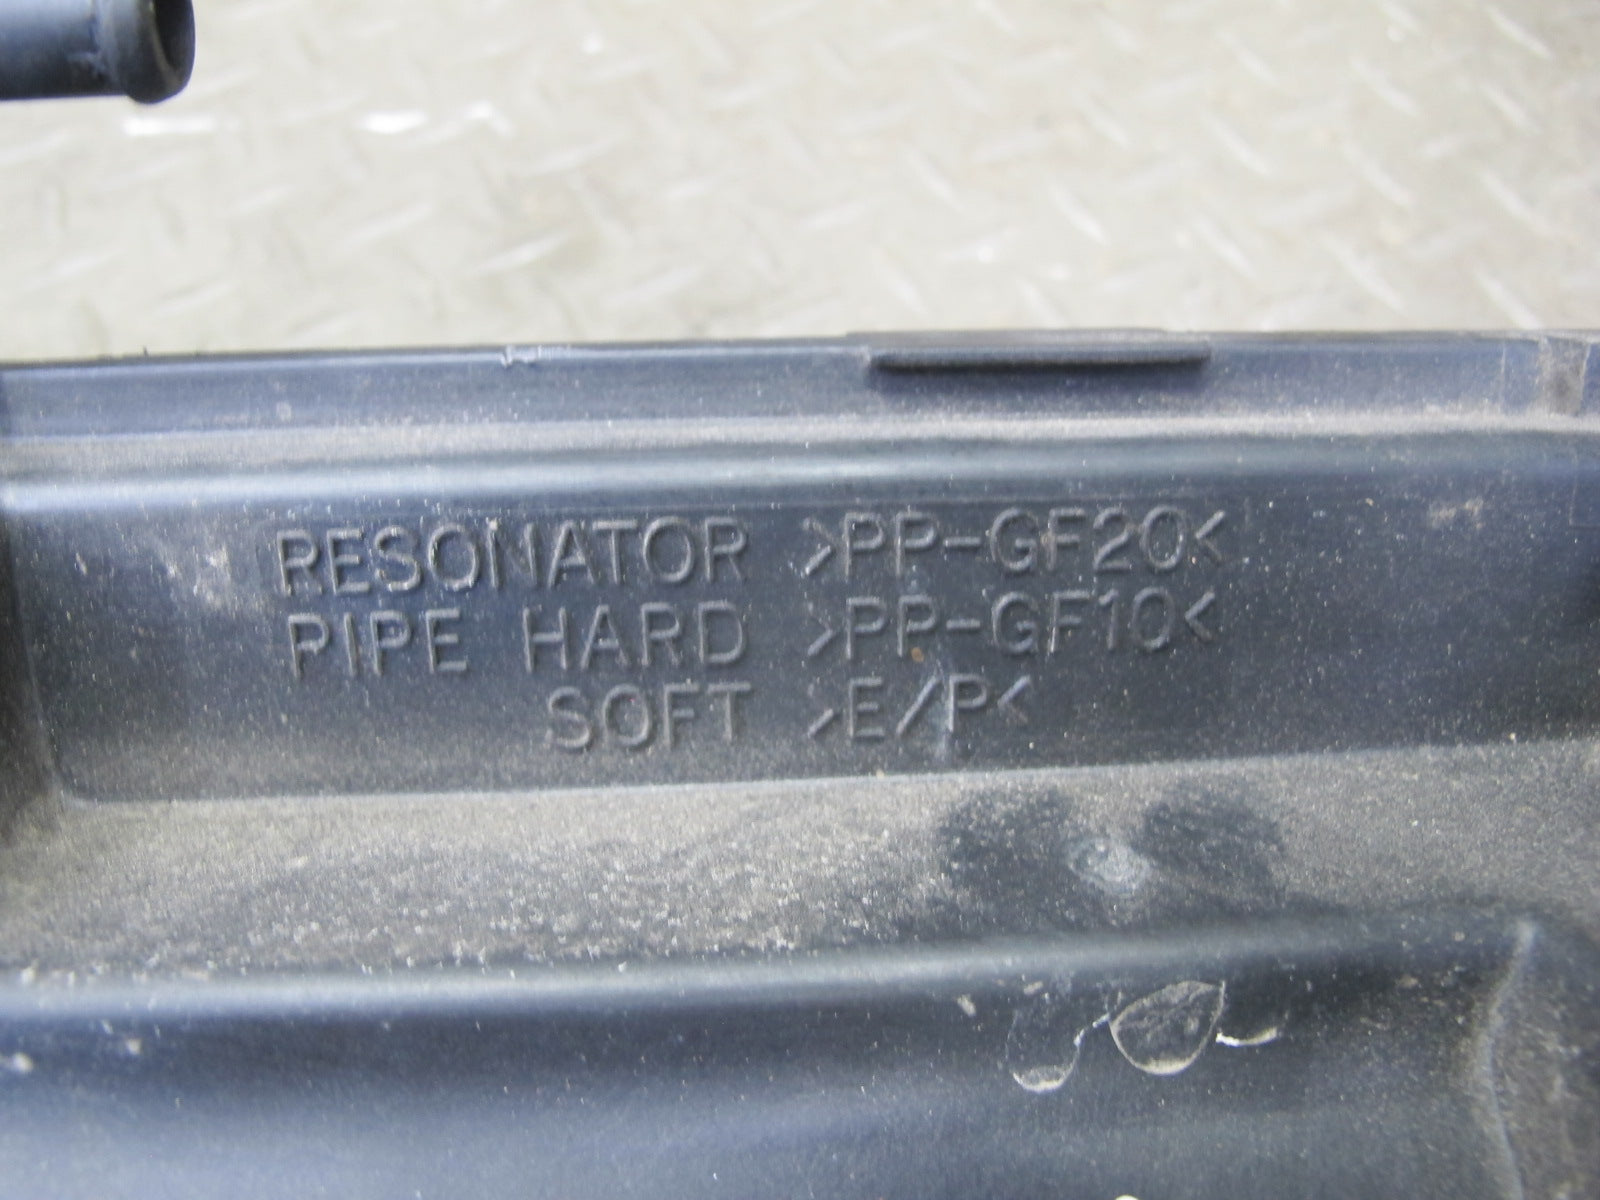 RESONATOR >PP-GF20<
PIPE HARD >PP-GF10<
SOFT >E/P<